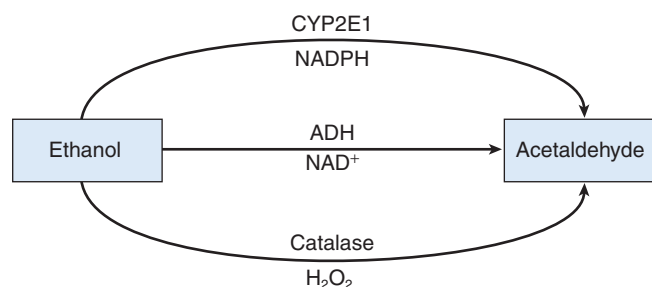 CYP2E1
NADPH
Ethanol
ADH
NAD⁺
Acetaldehyde
Catalase
H₂O₂